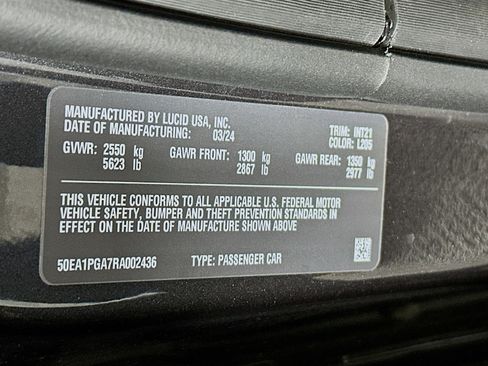 MANUFACTURED BY LUCID USA, INC.
DATE OF MANUFACTURING: 03/24
TRIM: INT21
COLOR: L205
GVWR: 2550 kg GAWR FRONT: 1300 kg GAWR REAR: 1350 kg
5623 lb 2867 lb 2977 lb
THIS VEHICLE CONFORMS TO ALL APPLICABLE U.S. FEDERAL MOTOR
VEHICLE SAFETY, BUMPER AND THEFT PREVENTION STANDARDS IN
EFFECT ON THE DATE OF MANUFACTURE SHOWN ABOVE
50EA1PGA7RA002436 TYPE: PASSENGER CAR